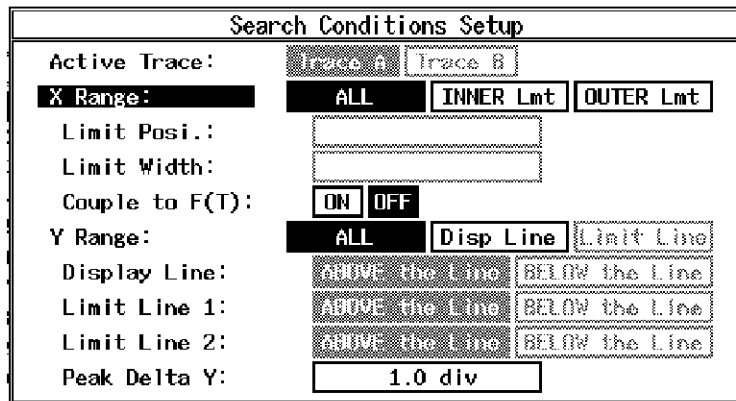 Search Conditions Setup
Active Trace: Trace A Trace B
X Range: ALL INNER Lmt OUTER Lmt
Limit Posi.:
Limit Width:
Couple to F(T): ON OFF
Y Range: ALL Disp Line Limit Line
Display Line: ABOVE the Line BELOW the Line
Limit Line 1: ABOVE the Line BELOW the Line
Limit Line 2: ABOVE the Line BELOW the Line
Peak Delta Y: 1.0 div